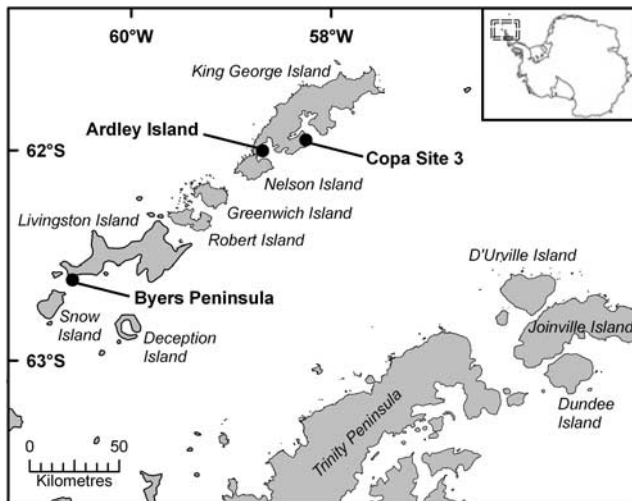 60°W
58°W
King George Island
Ardley Island
62°S
Copa Site 3
Nelson Island
Greenwich Island
Livingston Island
Robert Island
D'Urville Island
Byers Peninsula
Snow
Island
Deception
Island
Joinville Island
63°S
Dundee
Island
Trinity Peninsula
0
50
Kilometres